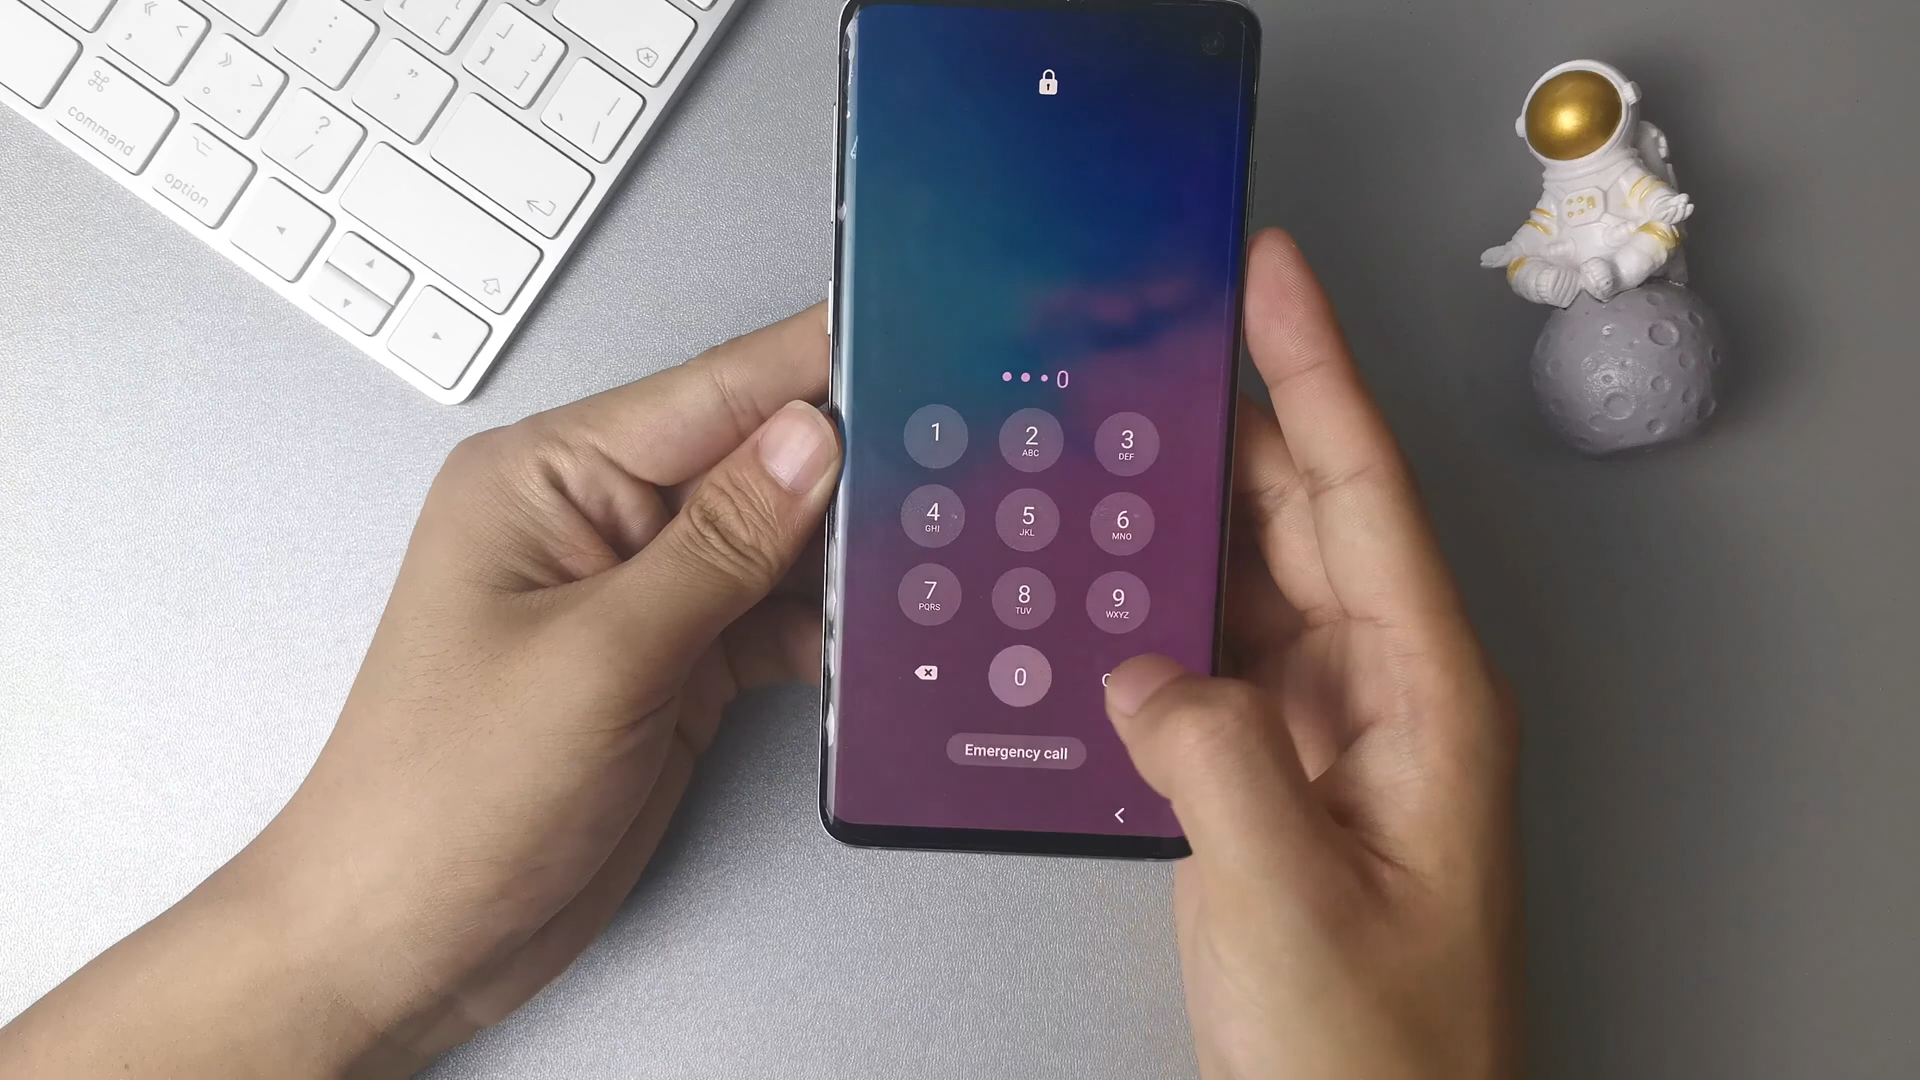 command
option
« <
, ;
» >
. :
?
/
"
'
{ }
[ ]
|
\ /
•••0
1
2
ABC
3
DEF
4
GHI
5
JKL
6
MNO
7
PQRS
8
TUV
9
WXYZ
0
Emergency call